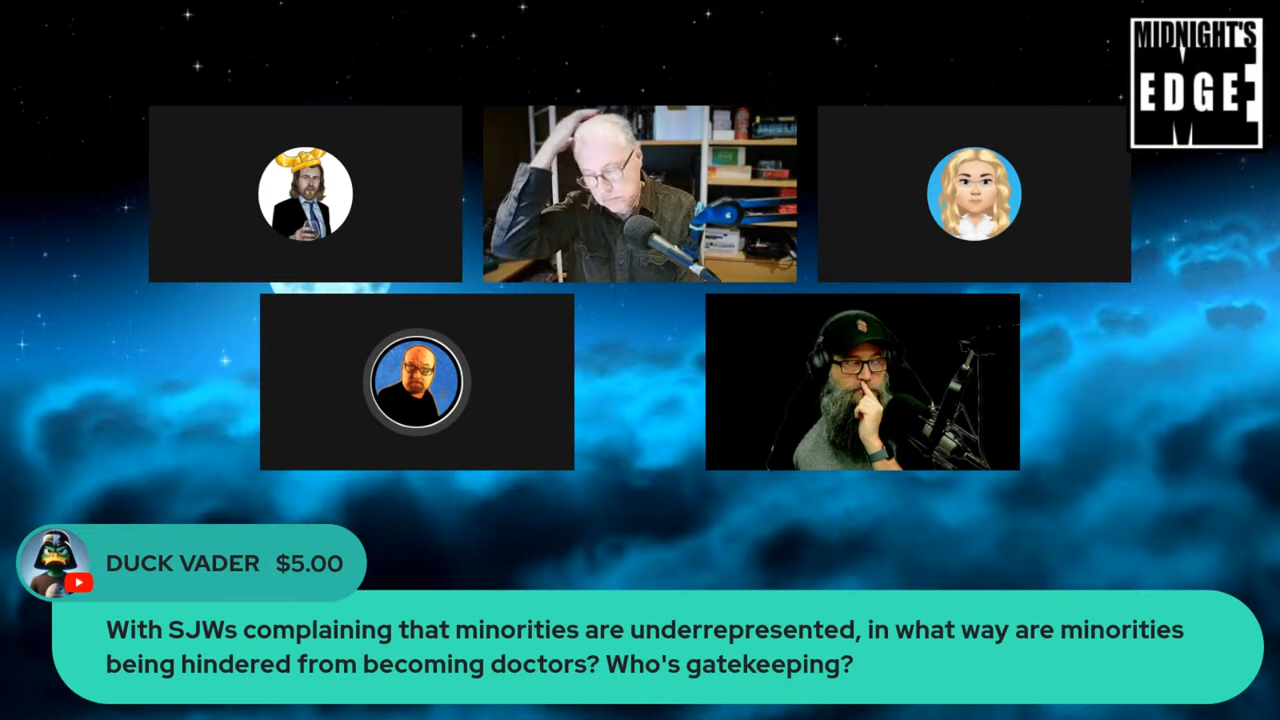 MIDNIGHT'S
EDGE
DUCK VADER $5.00
With SJWs complaining that minorities are underrepresented, in what way are minorities
being hindered from becoming doctors? Who's gatekeeping?